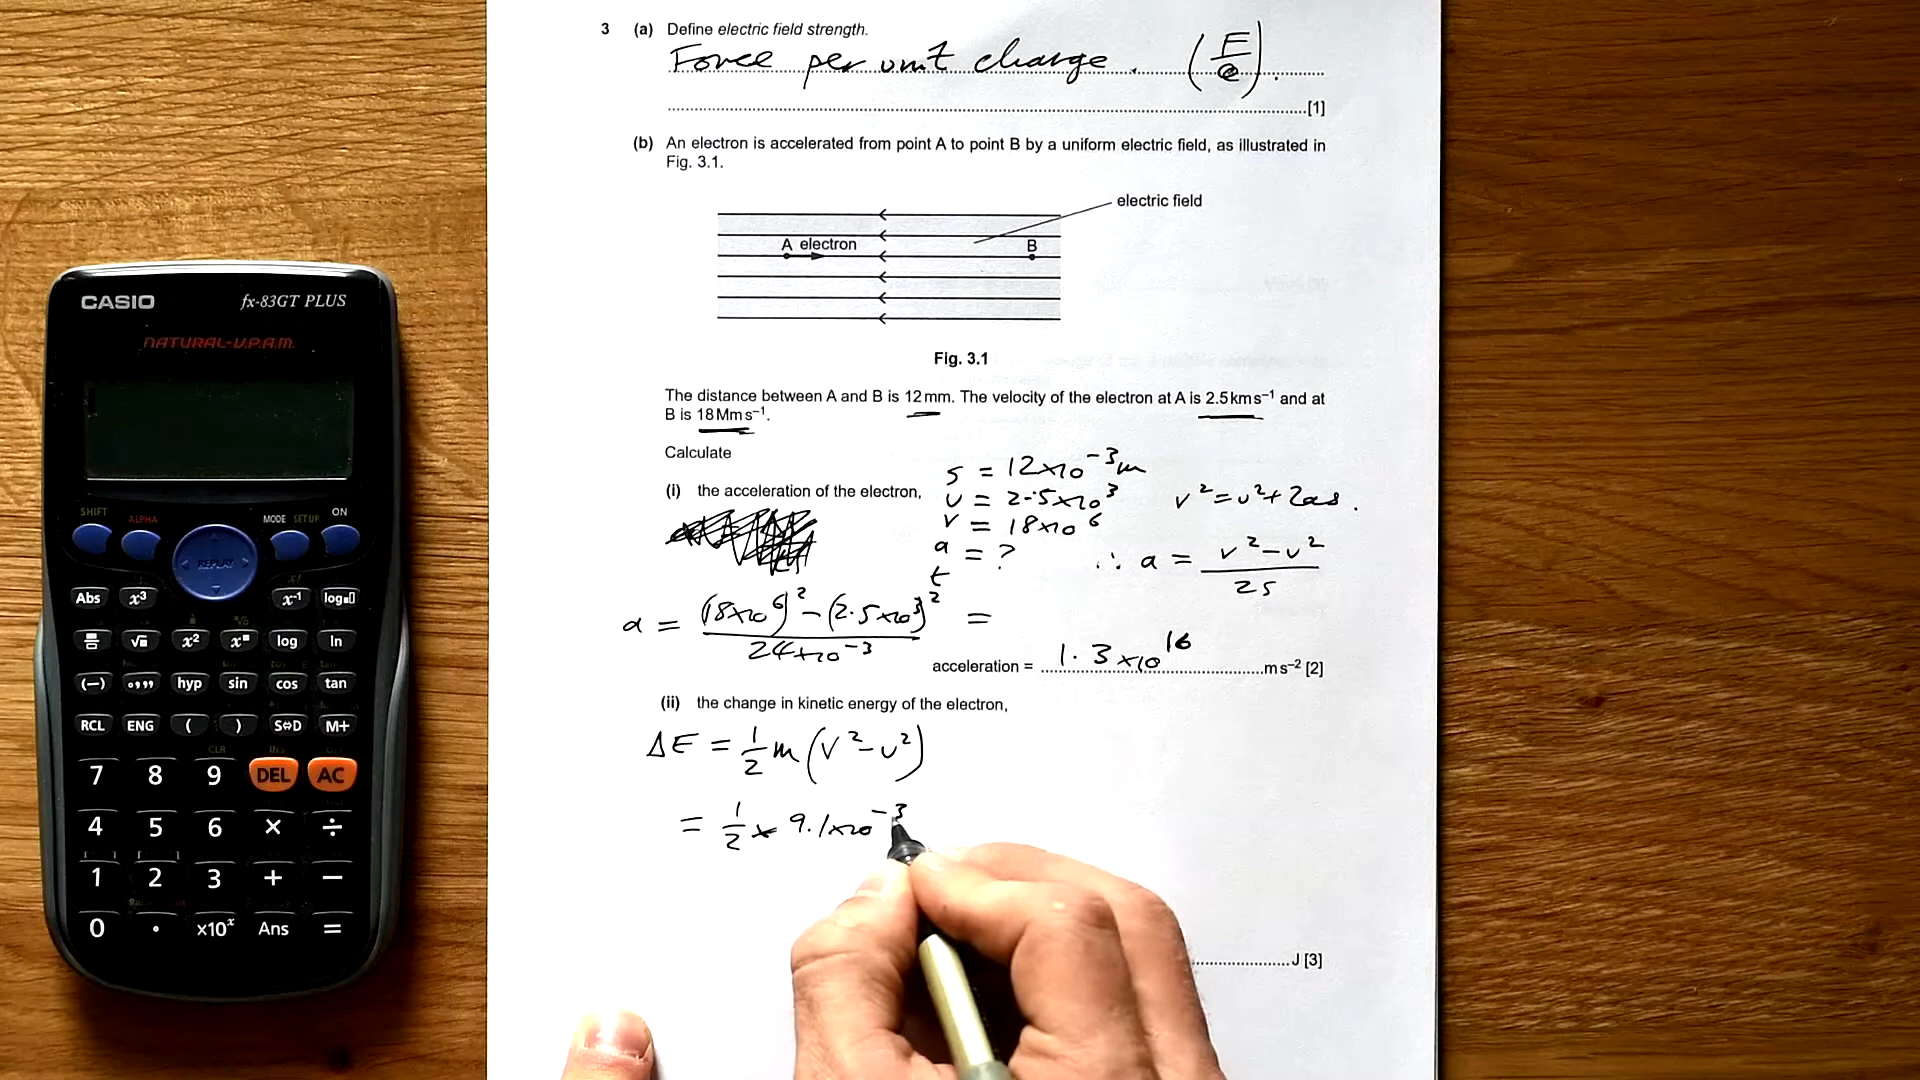 3 (a) Define electric field strength.
Force per unit charge. (F/e).
[1]
(b) An electron is accelerated from point A to point B by a uniform electric field, as illustrated in
Fig. 3.1.
electric field
A electron
B
Fig. 3.1
The distance between A and B is 12 mm. The velocity of the electron at A is 2.5 km s⁻¹ and at
B is 18 Mm s⁻¹.
Calculate
(i) the acceleration of the electron,
s = 12×10⁻³m
u = 2.5×10³
v² = u² + 2as.
v = 18×10⁶
a = ?
∴ a = v² – u² / 2s
t
a = (18×10⁶)² – (2.5×10³)² / 24×10⁻³ =
acceleration = 1.3×10¹⁶ m s⁻² [2]
(ii) the change in kinetic energy of the electron,
ΔE = ½ m (v² – u²)
= ½ × 9.1×10⁻³
J [3]
CASIO fx-83GT PLUS
NATURAL-V.P.A.M.
SHIFT ALPHA MODE SETUP ON
REPLAY
Abs x³ x⁻¹ log
√ x² log ln
(–) hyp sin cos tan
RCL ENG ( ) S⇔D M+
CLR
7 8 9 DEL AC
4 5 6 × ÷
1 2 3 + −
0 . ×10ˣ Ans =